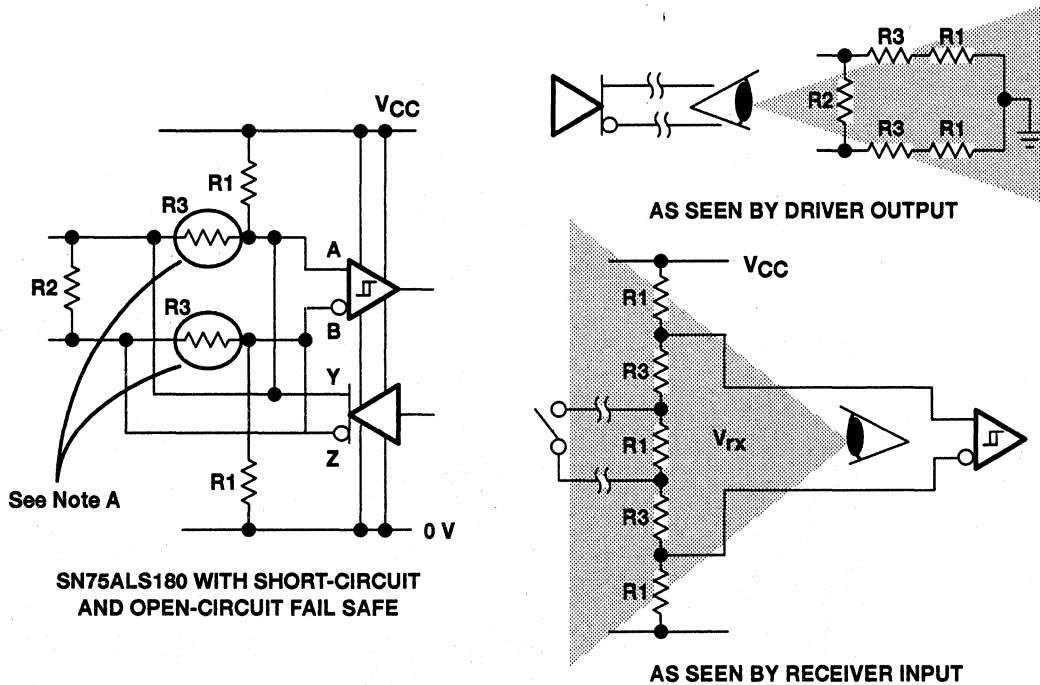 VCC
R1
R3
A
R2
R3
B
Y
Z
R1
See Note A
0 V
SN75ALS180 WITH SHORT-CIRCUIT
AND OPEN-CIRCUIT FAIL SAFE
R3
R1
R2
R3
R1
AS SEEN BY DRIVER OUTPUT
VCC
R1
R3
R1
Vrx
R3
R1
AS SEEN BY RECEIVER INPUT